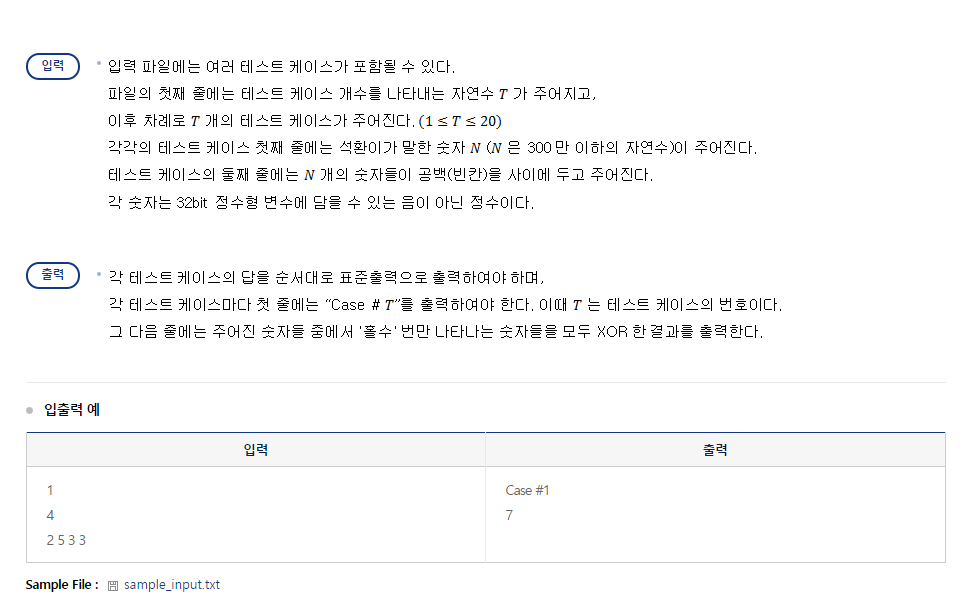 입력
입력 파일에는 여러 테스트 케이스가 포함될 수 있다.
파일의 첫째 줄에는 테스트 케이스 개수를 나타내는 자연수 T 가 주어지고,
이후 차례로 T 개의 테스트 케이스가 주어진다. (1 ≤ T ≤ 20)
각각의 테스트 케이스 첫째 줄에는 석환이가 말한 숫자 N (N 은 300만 이하의 자연수)이 주어진다.
테스트 케이스의 둘째 줄에는 N 개의 숫자들이 공백(빈칸)을 사이에 두고 주어진다.
각 숫자는 32bit 정수형 변수에 담을 수 있는 음이 아닌 정수이다.
출력
각 테스트 케이스의 답을 순서대로 표준출력으로 출력하여야 하며,
각 테스트 케이스마다 첫 줄에는 “Case # T”를 출력하여야 한다. 이때 T 는 테스트 케이스의 번호이다.
그 다음 줄에는 주어진 숫자들 중에서 '홀수' 번만 나타나는 숫자들을 모두 XOR 한 결과를 출력한다.
입출력 예
입력 출력
1 Case #1
4 7
2 5 3 3
Sample File : sample_input.txt